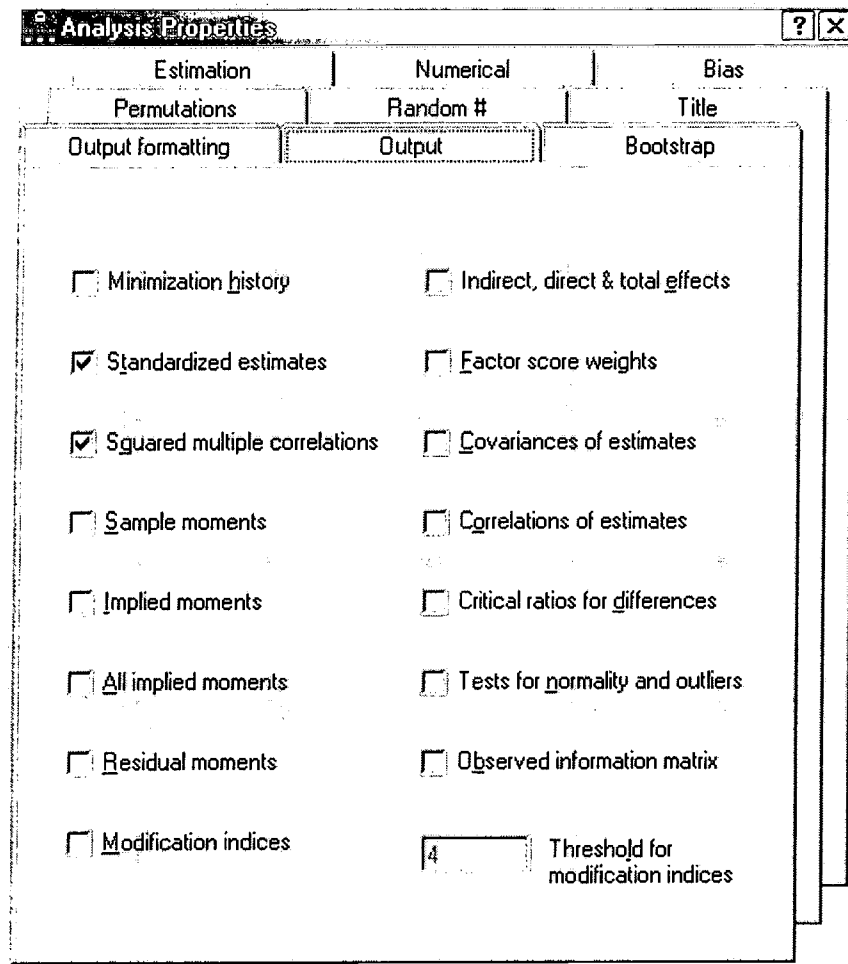 Analysis Properties
? X
Estimation Numerical Bias
Permutations Random # Title
Output formatting Output Bootstrap
Minimization history Indirect, direct & total effects
Standardized estimates Factor score weights
Squared multiple correlations Covariances of estimates
Sample moments Correlations of estimates
Implied moments Critical ratios for differences
All implied moments Tests for normality and outliers
Residual moments Observed information matrix
Modification indices 4 Threshold for
modification indices